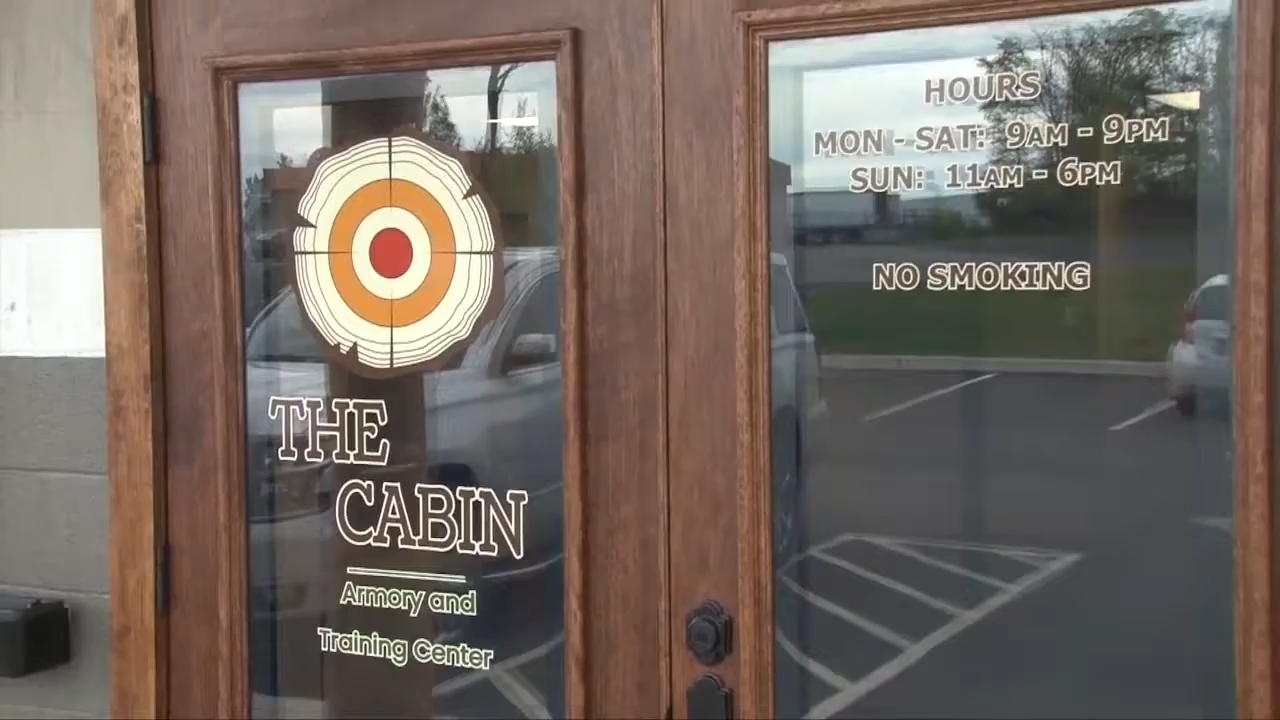 THE
CABIN
Armory and
Training Center
HOURS
MON - SAT: 9AM - 9PM
SUN: 11AM - 6PM
NO SMOKING